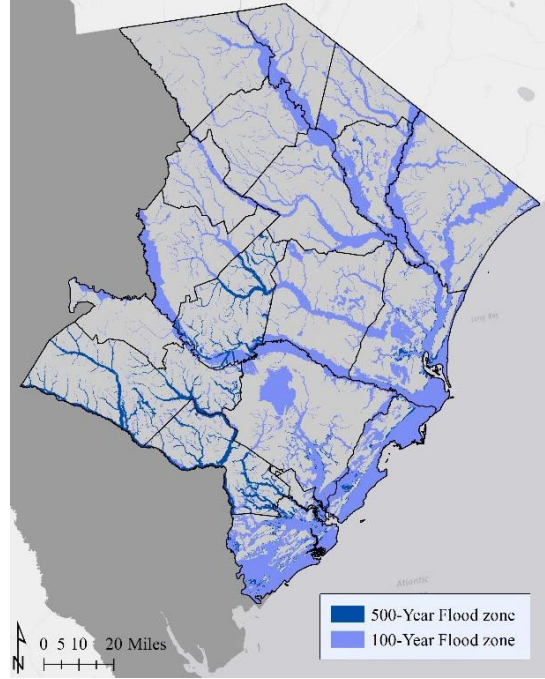 Long Bay
Atlantic
500-Year Flood zone
100-Year Flood zone
N
0 5 10 20 Miles